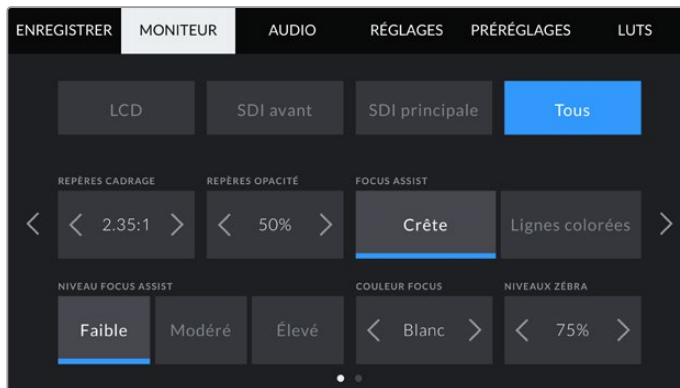 ENREGISTRER MONITEUR AUDIO RÉGLAGES PRÉRÉGLAGES LUTS
LCD SDI avant SDI principale Tous
REPÈRES CADRAGE REPÈRES OPACITÉ FOCUS ASSIST
2.35:1 50% Crête Lignes colorées
NIVEAU FOCUS ASSIST COULEUR FOCUS NIVEAUX ZÉBRA
Faible Modéré Élevé Blanc 75%